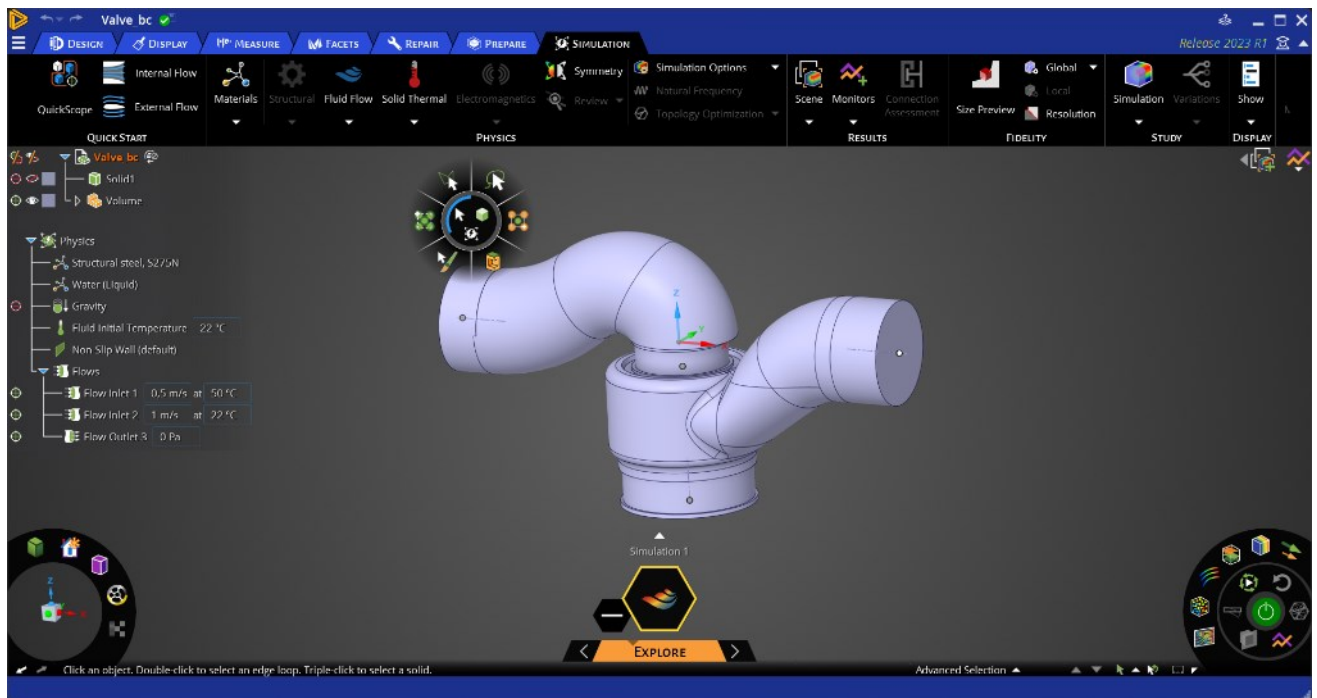 Valve_bc
DESIGN DISPLAY MEASURE FACETS REPAIR PREPARE SIMULATION
Release 2023 R1
QuickScope
Internal Flow
External Flow
QUICK START
Materials
Structural
Fluid Flow
Solid Thermal
Electromagnetics
Symmetry
Review
Simulation Options
Natural Frequency
Topology Optimization
PHYSICS
Scene
Monitors
Connection
Assessment
RESULTS
Size Preview
Global
Local
Resolution
FIDELITY
Simulation
Variations
STUDY
Show
DISPLAY
Valve_bc
Solid1
Volume
Physics
Structural steel, S275N
Water (Liquid)
Gravity
Fluid Initial Temperature 22 °C
Non Slip Wall (default)
Flows
Flow Inlet 1 0,5 m/s at 50 °C
Flow Inlet 2 1 m/s at 22 °C
Flow Outlet 3 0 Pa
Z
Y
X
Z
Simulation 1
EXPLORE
Click an object. Double-click to select an edge loop. Triple-click to select a solid.
Advanced Selection